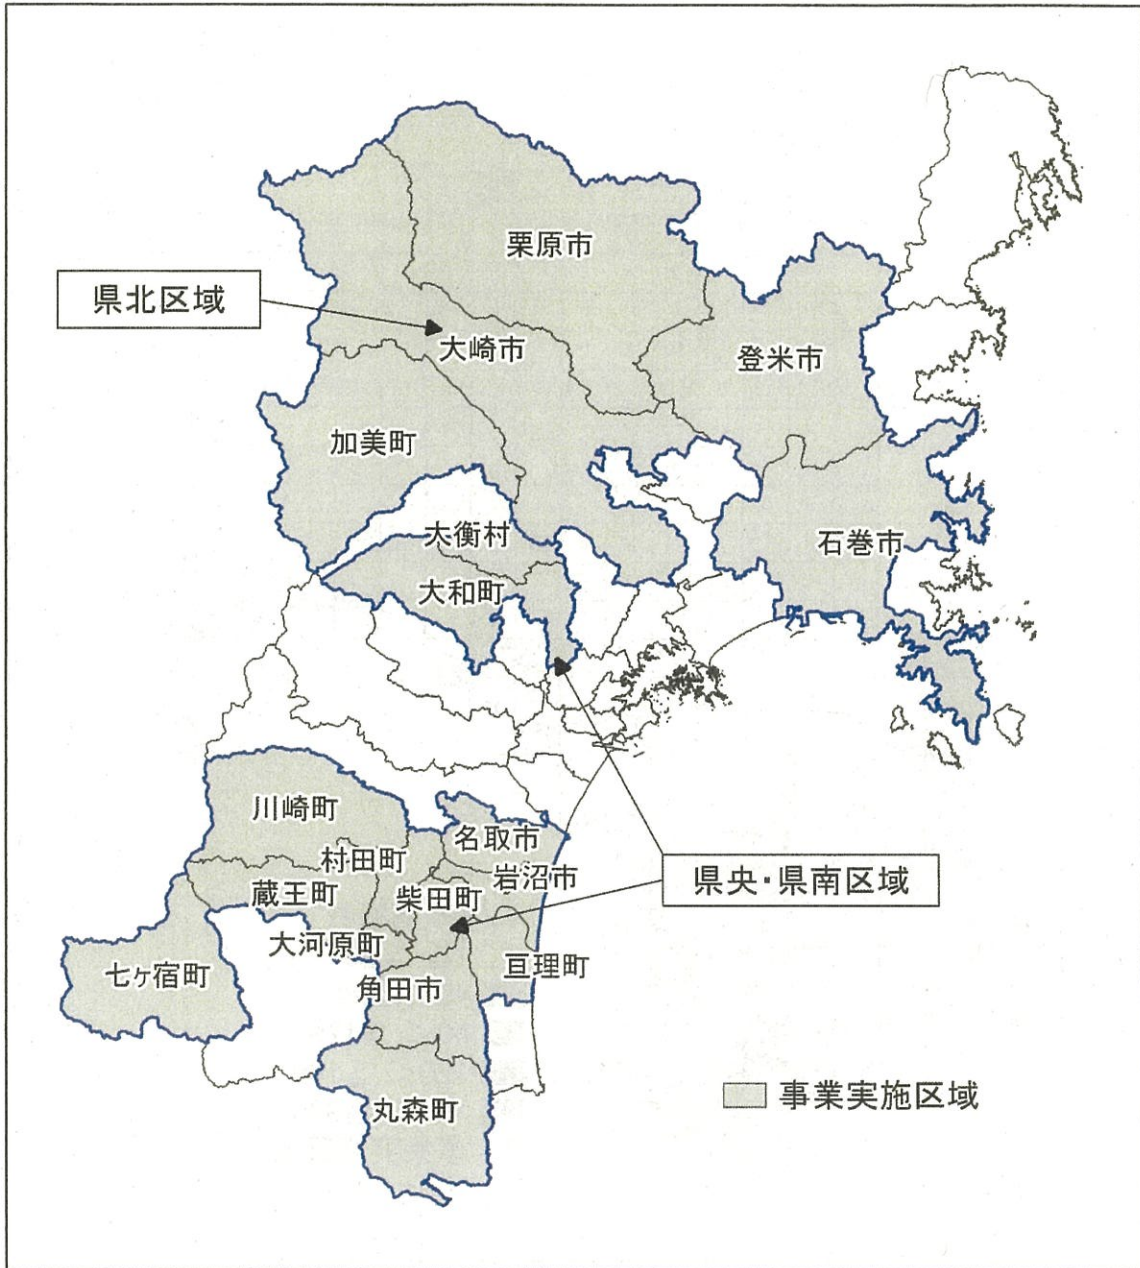 栗原市
県北区域
大崎市
登米市
加美町
大衡村
石巻市
大和町
川崎町
名取市
村田町
岩沼市
県央・県南区域
蔵王町
柴田町
大河原町
亘理町
七ヶ宿町
角田市
事業実施区域
丸森町